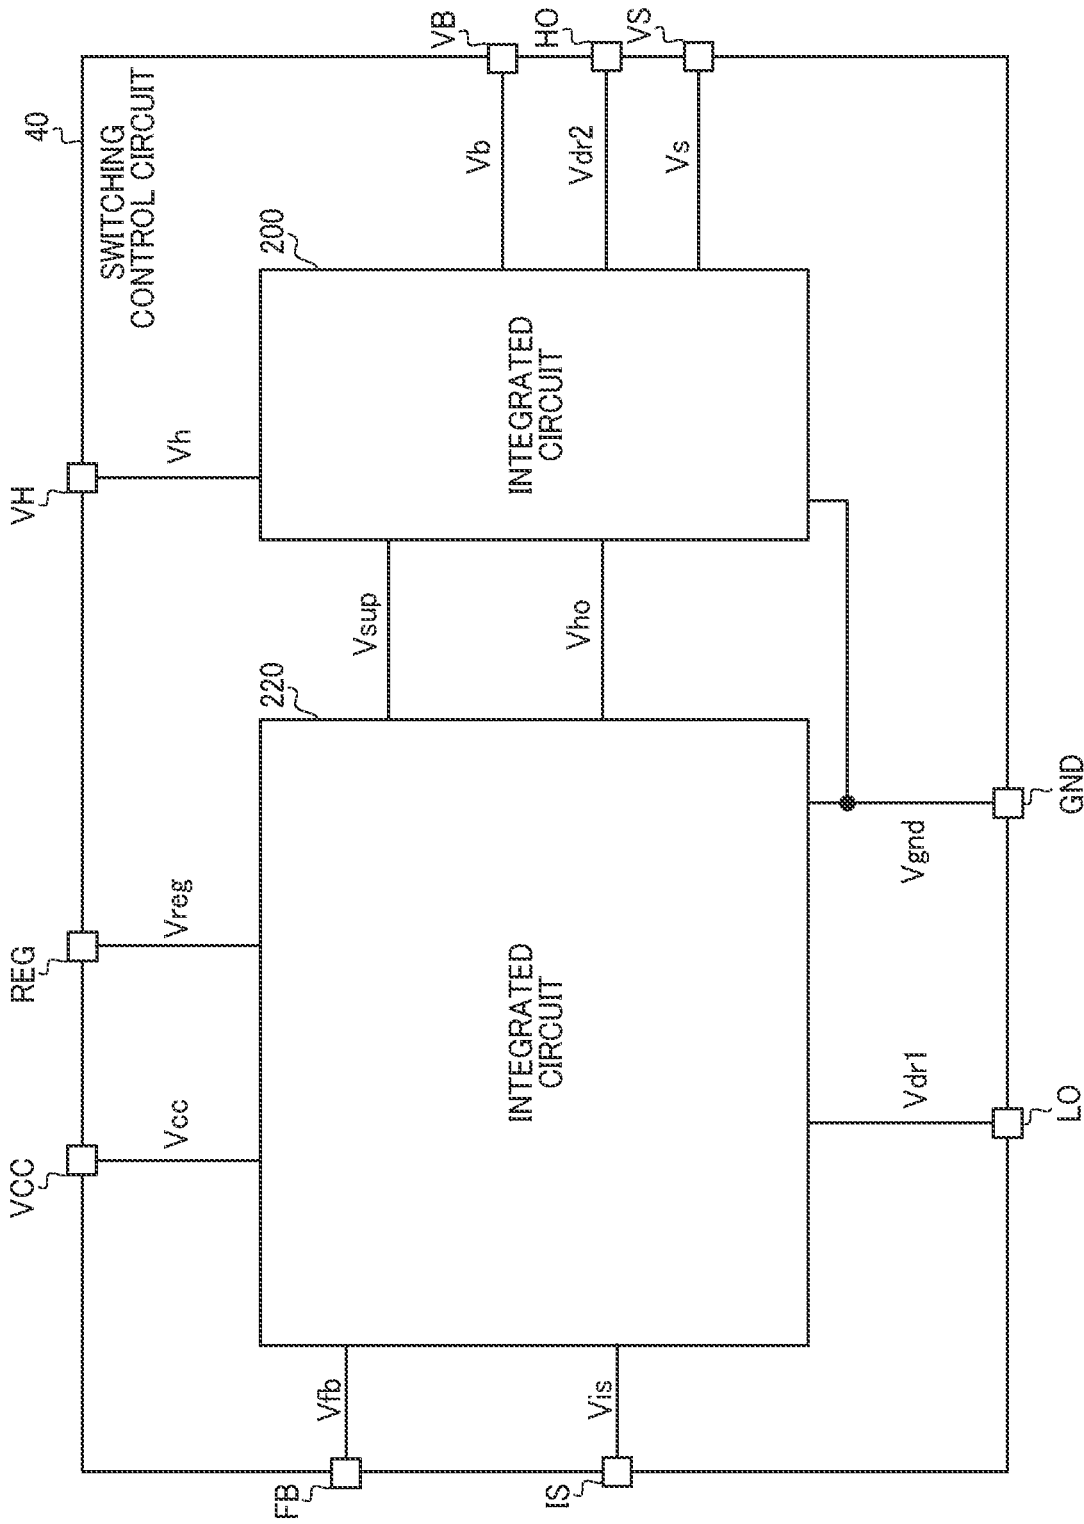 40
SWITCHING
CONTROL CIRCUIT
VCC
REG
VH
Vcc
Vreg
Vh
220
200
FB
Vfb
Vsup
Vb
VB
INTEGRATED
CIRCUIT
INTEGRATED
CIRCUIT
IS
Vis
Vho
Vdr2
HO
Vs
VS
Vdr1
Vgnd
LO
GND